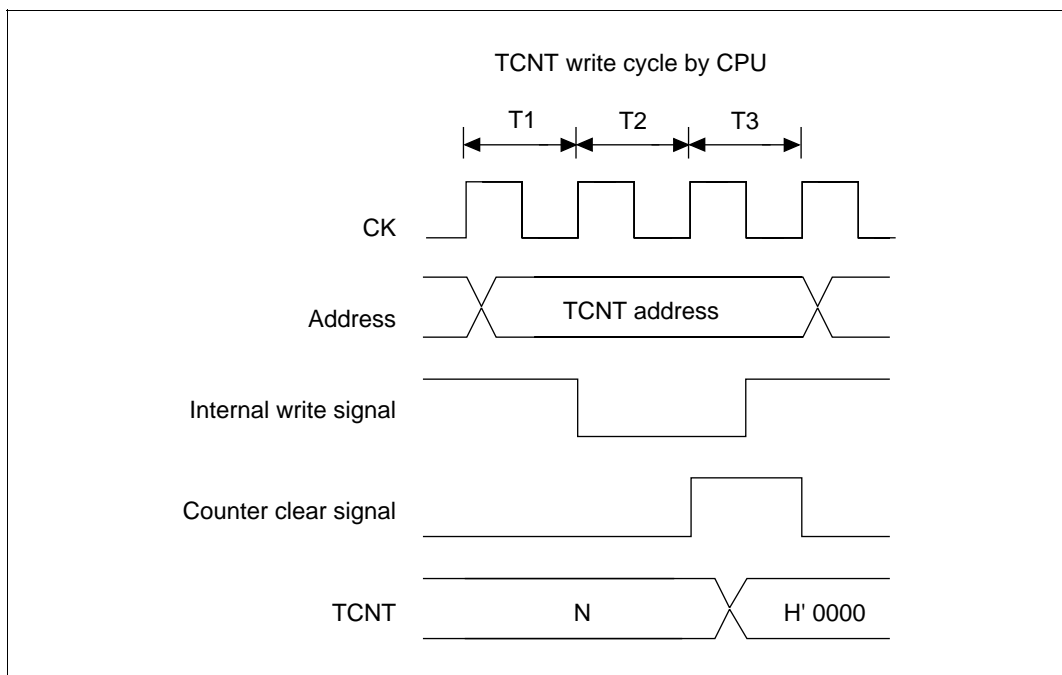 TCNT write cycle by CPU
T1 T2 T3
CK
Address TCNT address
Internal write signal
Counter clear signal
TCNT N H' 0000